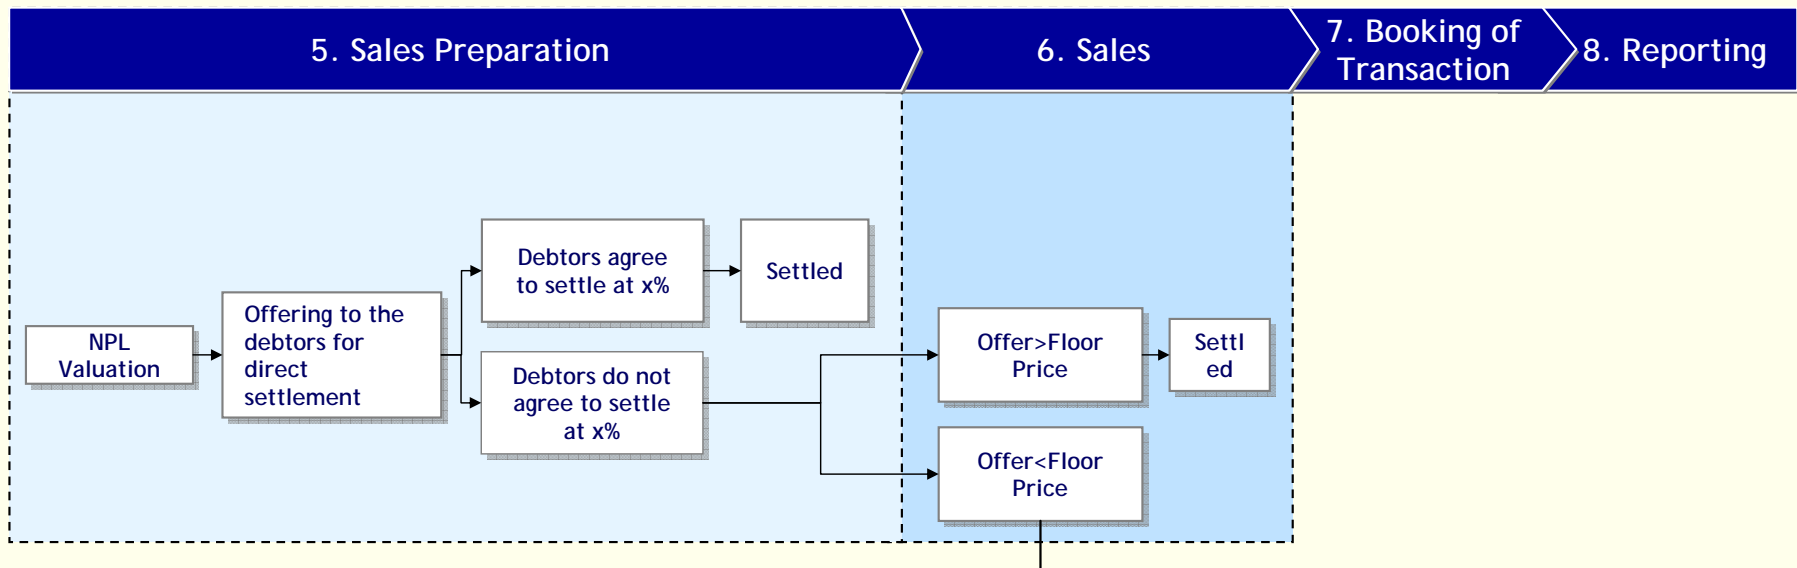 5. Sales Preparation
6. Sales
7. Booking of
Transaction
8. Reporting
NPL
Valuation
Offering to the
debtors for
direct
settlement
Debtors agree
to settle at x%
Settled
Debtors do not
agree to settle
at x%
Offer>Floor
Price
Settl
ed
Offer<Floor
Price